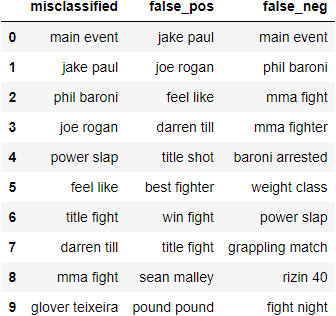 misclassified false_pos false_neg
0 main event jake paul main event
1 jake paul joe rogan phil baroni
2 phil baroni feel like mma fight
3 joe rogan darren till mma fighter
4 power slap title shot baroni arrested
5 feel like best fighter weight class
6 title fight win fight power slap
7 darren till title fight grappling match
8 mma fight sean malley rizin 40
9 glover teixeira pound pound fight night